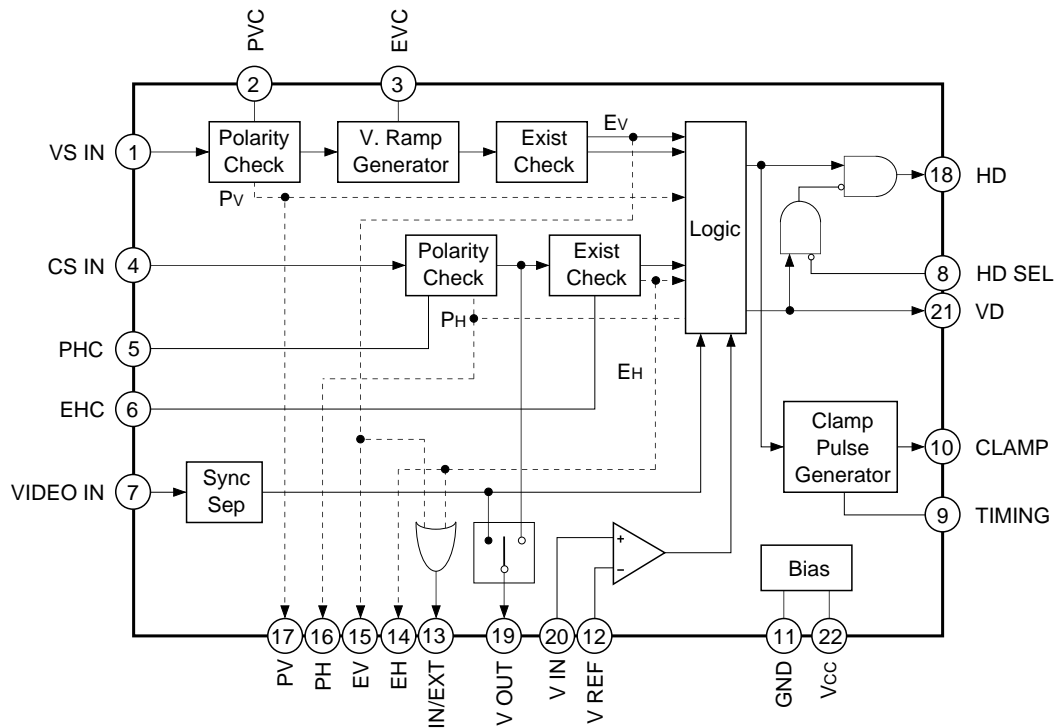 PVC
EVC
2
3
VS IN
1
Polarity
Check
V. Ramp
Generator
Exist
Check
EV
PV
Logic
18
HD
CS IN
4
Polarity
Check
Exist
Check
8
HD SEL
21
VD
PH
EH
PHC
5
EHC
6
VIDEO IN
7
Sync
Sep
Clamp
Pulse
Generator
10
CLAMP
9
TIMING
+
−
Bias
17
16
15
14
13
19
20
12
11
22
PV
PH
EV
EH
IN/EXT
V OUT
V IN
V REF
GND
VCC